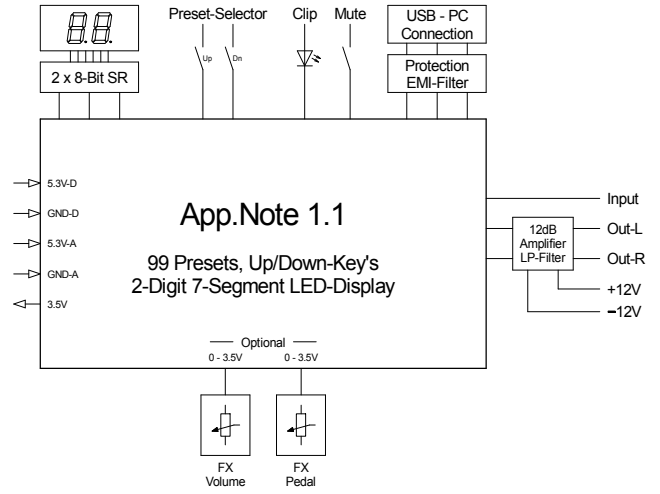 8.8.
Preset-Selector
Clip
Mute
USB - PC
Connection
2 x 8-Bit SR
Up
Dn
Protection
EMI-Filter
5.3V-D
GND-D
5.3V-A
GND-A
3.5V
App.Note 1.1
99 Presets, Up/Down-Key's
2-Digit 7-Segment LED-Display
Input
12dB
Amplifier
LP-Filter
Out-L
Out-R
+12V
−12V
Optional
0 - 3.5V
0 - 3.5V
FX
Volume
FX
Pedal